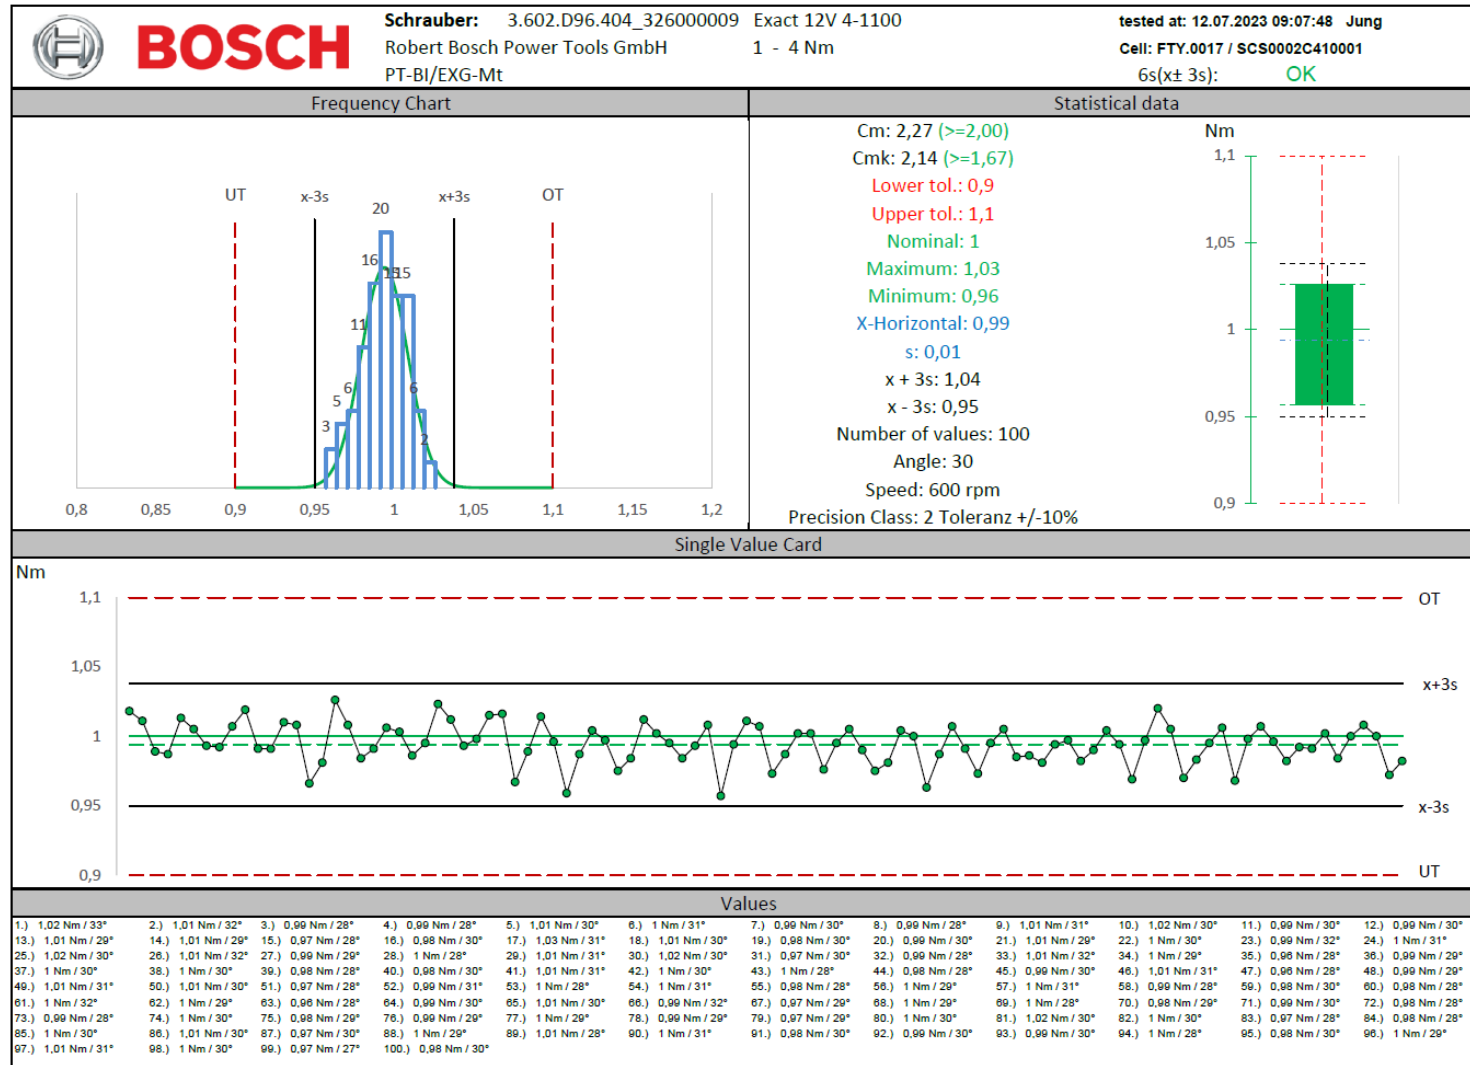 BOSCH
Schrauber: 3.602.D96.404_326000009 Exact 12V 4-1100
Robert Bosch Power Tools GmbH 1 - 4 Nm
PT-BI/EXG-Mt
tested at: 12.07.2023 09:07:48 Jung
Cell: FTY.0017 / SCS0002C410001
6s(x± 3s): OK
Frequency Chart
UT x-3s x+3s OT
20
16 15 15
11
6 6
5
3 2
0,8 0,85 0,9 0,95 1 1,05 1,1 1,15 1,2
Statistical data
Cm: 2,27 (>=2,00)
Cmk: 2,14 (>=1,67)
Lower tol.: 0,9
Upper tol.: 1,1
Nominal: 1
Maximum: 1,03
Minimum: 0,96
X-Horizontal: 0,99
s: 0,01
x + 3s: 1,04
x - 3s: 0,95
Number of values: 100
Angle: 30
Speed: 600 rpm
Precision Class: 2 Toleranz +/-10%
Nm
1,1
1,05
1
0,95
0,9
Single Value Card
Nm
1,1 OT
1,05
x+3s
1
0,95 x-3s
0,9 UT
Values
1.) 1,02 Nm / 33° 2.) 1,01 Nm / 32° 3.) 0,99 Nm / 28° 4.) 0,99 Nm / 28° 5.) 1,01 Nm / 30° 6.) 1 Nm / 31° 7.) 0,99 Nm / 30° 8.) 0,99 Nm / 28° 9.) 1,01 Nm / 31° 10.) 1,02 Nm / 30° 11.) 0,99 Nm / 30° 12.) 0,99 Nm / 30°
13.) 1,01 Nm / 29° 14.) 1,01 Nm / 29° 15.) 0,97 Nm / 28° 16.) 0,98 Nm / 30° 17.) 1,03 Nm / 31° 18.) 1,01 Nm / 30° 19.) 0,98 Nm / 30° 20.) 0,99 Nm / 30° 21.) 1,01 Nm / 29° 22.) 1 Nm / 30° 23.) 0,99 Nm / 32° 24.) 1 Nm / 31°
25.) 1,02 Nm / 30° 26.) 1,01 Nm / 32° 27.) 0,99 Nm / 29° 28.) 1 Nm / 28° 29.) 1,01 Nm / 31° 30.) 1,02 Nm / 30° 31.) 0,97 Nm / 30° 32.) 0,99 Nm / 28° 33.) 1,01 Nm / 32° 34.) 1 Nm / 29° 35.) 0,96 Nm / 28° 36.) 0,99 Nm / 29°
37.) 1 Nm / 30° 38.) 1 Nm / 30° 39.) 0,98 Nm / 28° 40.) 0,98 Nm / 30° 41.) 1,01 Nm / 31° 42.) 1 Nm / 30° 43.) 1 Nm / 28° 44.) 0,98 Nm / 28° 45.) 0,99 Nm / 30° 46.) 1,01 Nm / 31° 47.) 0,96 Nm / 28° 48.) 0,99 Nm / 29°
49.) 1,01 Nm / 31° 50.) 1,01 Nm / 30° 51.) 0,97 Nm / 28° 52.) 0,99 Nm / 31° 53.) 1 Nm / 28° 54.) 1 Nm / 31° 55.) 0,98 Nm / 28° 56.) 1 Nm / 29° 57.) 1 Nm / 31° 58.) 0,99 Nm / 28° 59.) 0,98 Nm / 30° 60.) 0,98 Nm / 28°
61.) 1 Nm / 32° 62.) 1 Nm / 29° 63.) 0,96 Nm / 28° 64.) 0,99 Nm / 30° 65.) 1,01 Nm / 30° 66.) 0,99 Nm / 32° 67.) 0,97 Nm / 29° 68.) 1 Nm / 29° 69.) 1 Nm / 28° 70.) 0,98 Nm / 29° 71.) 0,99 Nm / 30° 72.) 0,98 Nm / 28°
73.) 0,99 Nm / 28° 74.) 1 Nm / 30° 75.) 0,98 Nm / 29° 76.) 0,99 Nm / 29° 77.) 1 Nm / 29° 78.) 0,99 Nm / 29° 79.) 0,97 Nm / 29° 80.) 1 Nm / 30° 81.) 1,02 Nm / 30° 82.) 1 Nm / 30° 83.) 0,97 Nm / 28° 84.) 0,98 Nm / 28°
85.) 1 Nm / 30° 86.) 1,01 Nm / 30° 87.) 0,97 Nm / 30° 88.) 1 Nm / 29° 89.) 1,01 Nm / 28° 90.) 1 Nm / 31° 91.) 0,98 Nm / 30° 92.) 0,99 Nm / 30° 93.) 0,99 Nm / 30° 94.) 1 Nm / 28° 95.) 0,98 Nm / 30° 96.) 1 Nm / 29°
97.) 1,01 Nm / 31° 98.) 1 Nm / 30° 99.) 0,97 Nm / 27° 100.) 0,98 Nm / 30°